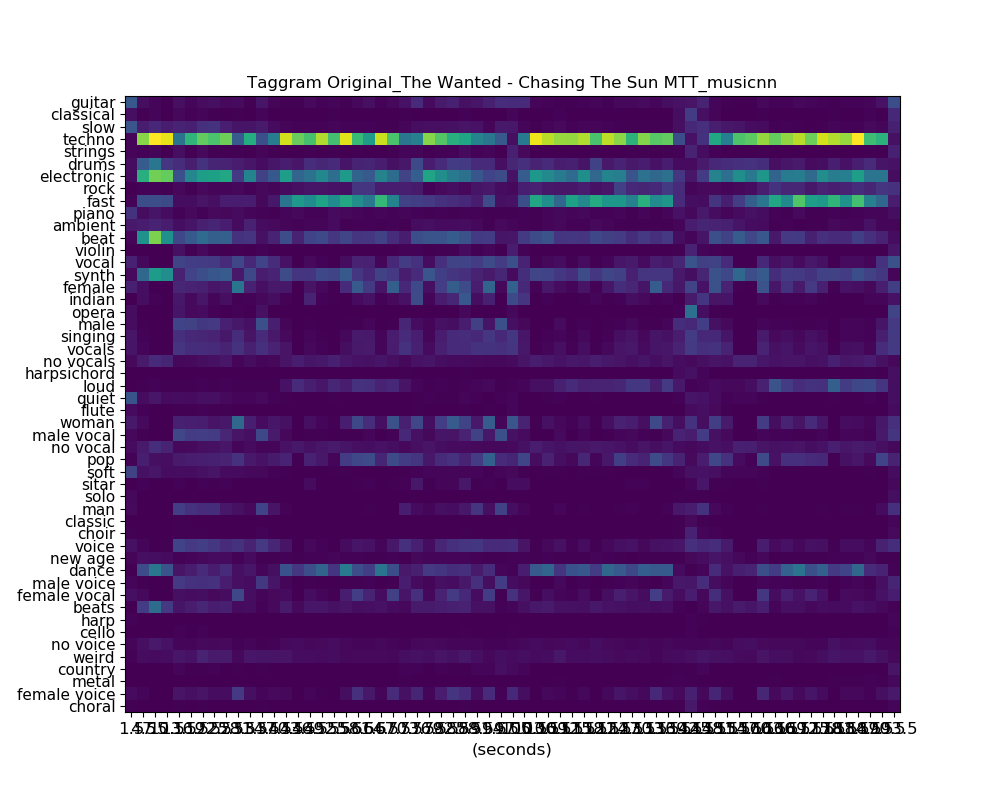 Taggram Original_The Wanted - Chasing The Sun MTT_musicnn
guitar
classical
slow
techno
strings
drums
electronic
rock
fast
piano
ambient
beat
violin
vocal
synth
female
indian
opera
male
singing
vocals
no vocals
harpsichord
loud
quiet
flute
woman
male vocal
no vocal
pop
soft
sitar
solo
man
classic
choir
voice
new age
dance
male voice
female vocal
beats
harp
cello
no voice
weird
country
metal
female voice
choral
(seconds)